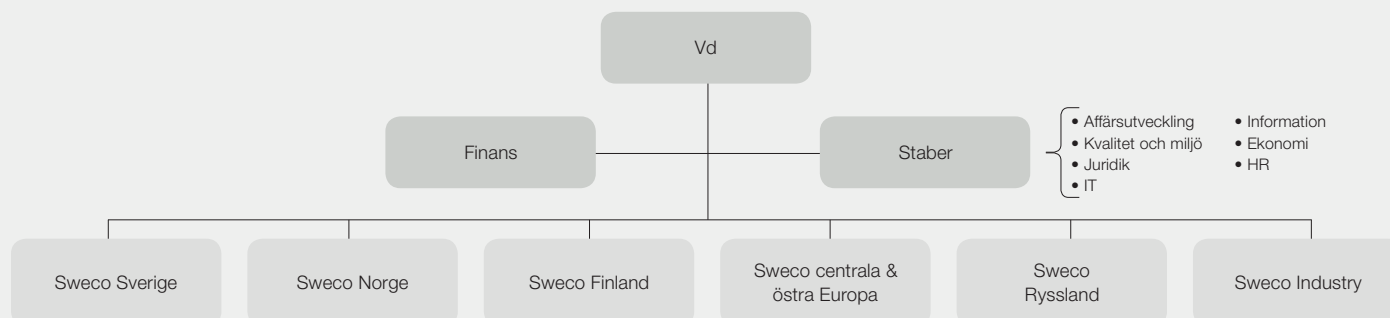 Vd
Finans
Staber
• Affärsutveckling
• Kvalitet och miljö
• Juridik
• IT
• Information
• Ekonomi
• HR
Sweco Sverige
Sweco Norge
Sweco Finland
Sweco centrala &
östra Europa
Sweco
Ryssland
Sweco Industry